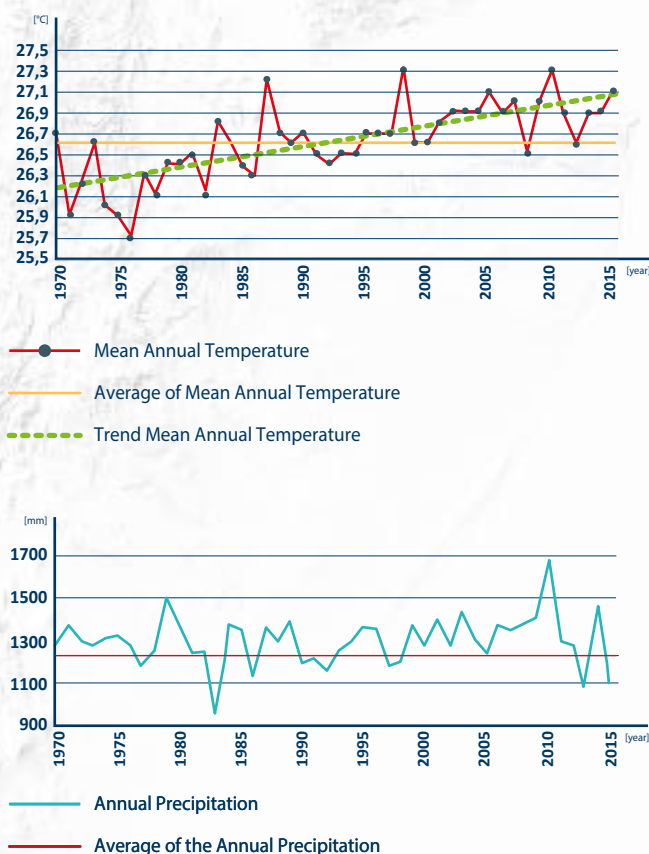 [°C]
27,5
27,3
27,1
26,9
26,7
26,5
26,3
26,1
25,9
25,7
25,5
1970 1975 1980 1985 1990 1995 2000 2005 2010 2015 [year]
Mean Annual Temperature
Average of Mean Annual Temperature
Trend Mean Annual Temperature
[mm]
1700
1500
1300
1100
900
1970 1975 1980 1985 1990 1995 2000 2005 2010 2015 [year]
Annual Precipitation
Average of the Annual Precipitation